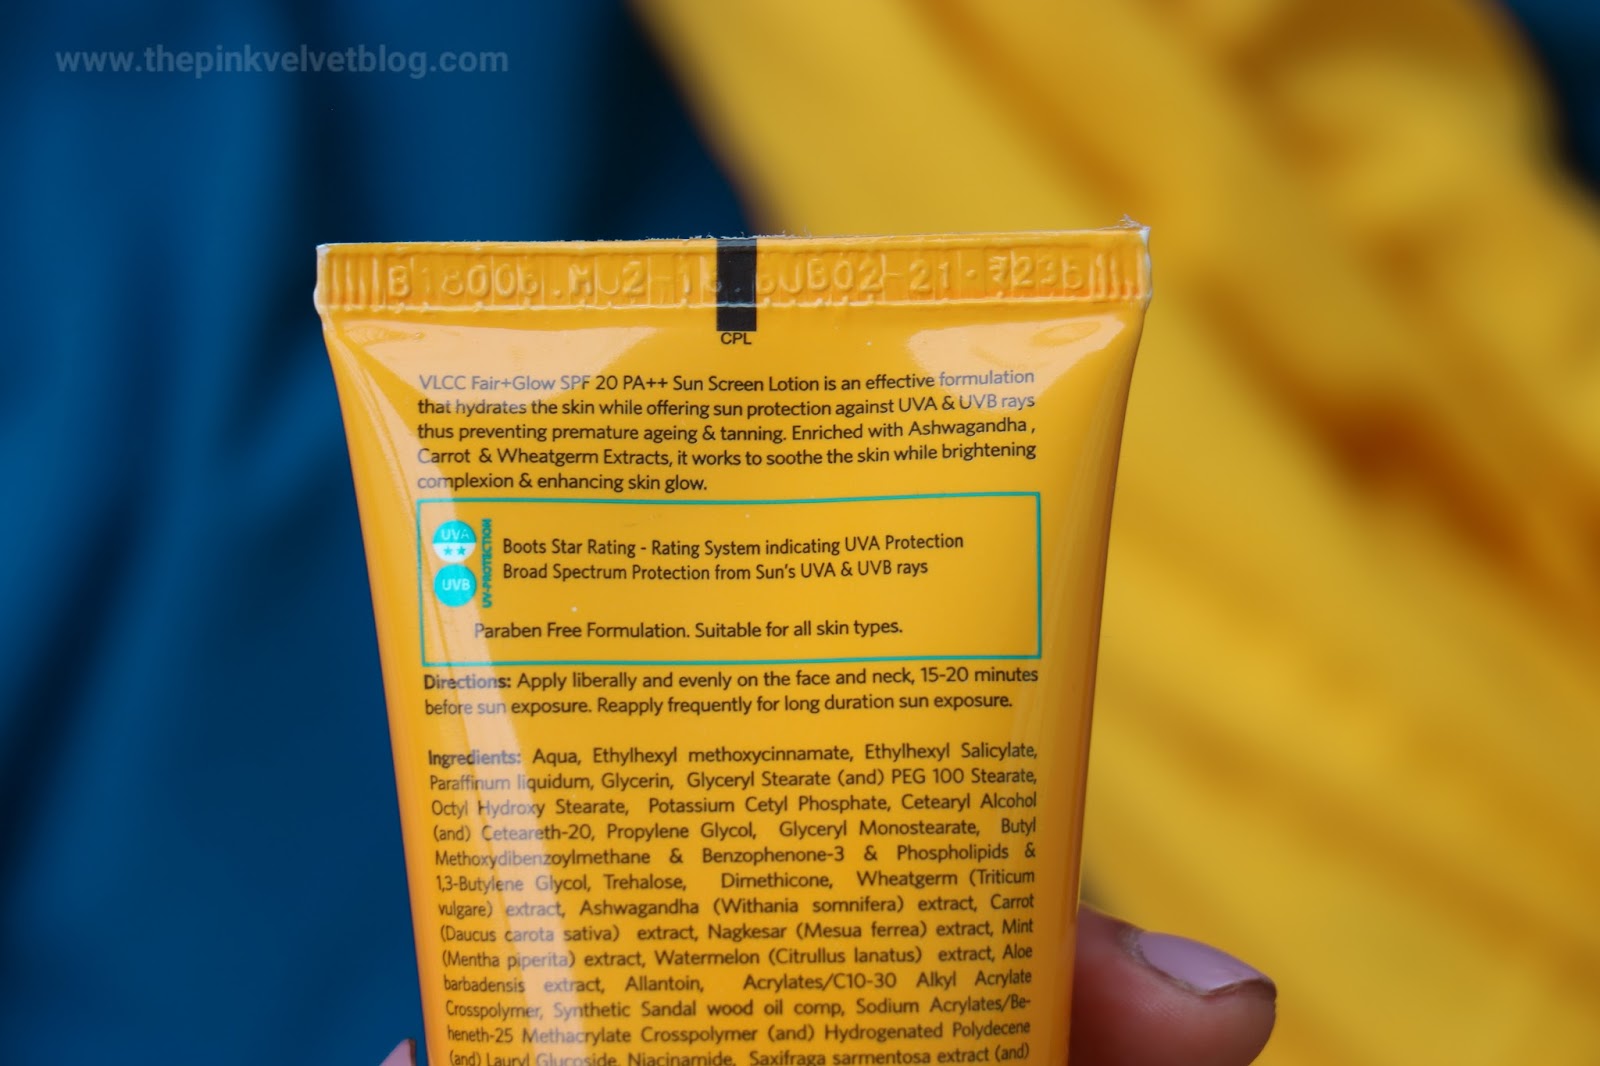 www.thepinkvelvetblog.com
CPL
VLCC Fair+Glow SPF 20 PA++ Sun Screen Lotion is an effective formulation
that hydrates the skin while offering sun protection against UVA & UVB rays
thus preventing premature ageing & tanning. Enriched with Ashwagandha ,
Carrot & Wheatgerm Extracts, it works to soothe the skin while brightening
complexion & enhancing skin glow.
UVA
UVB
UV-PROTECTION
Boots Star Rating - Rating System indicating UVA Protection
Broad Spectrum Protection from Sun's UVA & UVB rays
Paraben Free Formulation. Suitable for all skin types.
Directions: Apply liberally and evenly on the face and neck, 15-20 minutes
before sun exposure. Reapply frequently for long duration sun exposure.
Ingredients: Aqua, Ethylhexyl methoxycinnamate, Ethylhexyl Salicylate,
Paraffinum liquidum, Glycerin, Glyceryl Stearate (and) PEG 100 Stearate,
Octyl Hydroxy Stearate, Potassium Cetyl Phosphate, Cetearyl Alcohol
(and) Ceteareth-20, Propylene Glycol, Glyceryl Monostearate, Butyl
Methoxydibenzoylmethane & Benzophenone-3 & Phospholipids &
1,3-Butylene Glycol, Trehalose, Dimethicone, Wheatgerm (Triticum
vulgare) extract, Ashwagandha (Withania somnifera) extract, Carrot
(Daucus carota sativa) extract, Nagkesar (Mesua ferrea) extract, Mint
(Mentha piperita) extract, Watermelon (Citrullus lanatus) extract, Aloe
barbadensis extract, Allantoin, Acrylates/C10-30 Alkyl Acrylate
Crosspolymer, Synthetic Sandal wood oil comp, Sodium Acrylates/Be-
heneth-25 Methacrylate Crosspolymer (and) Hydrogenated Polydecene
(and) Lauryl Glucoside, Niacinamide, Saxifraga sarmentosa extract (and)